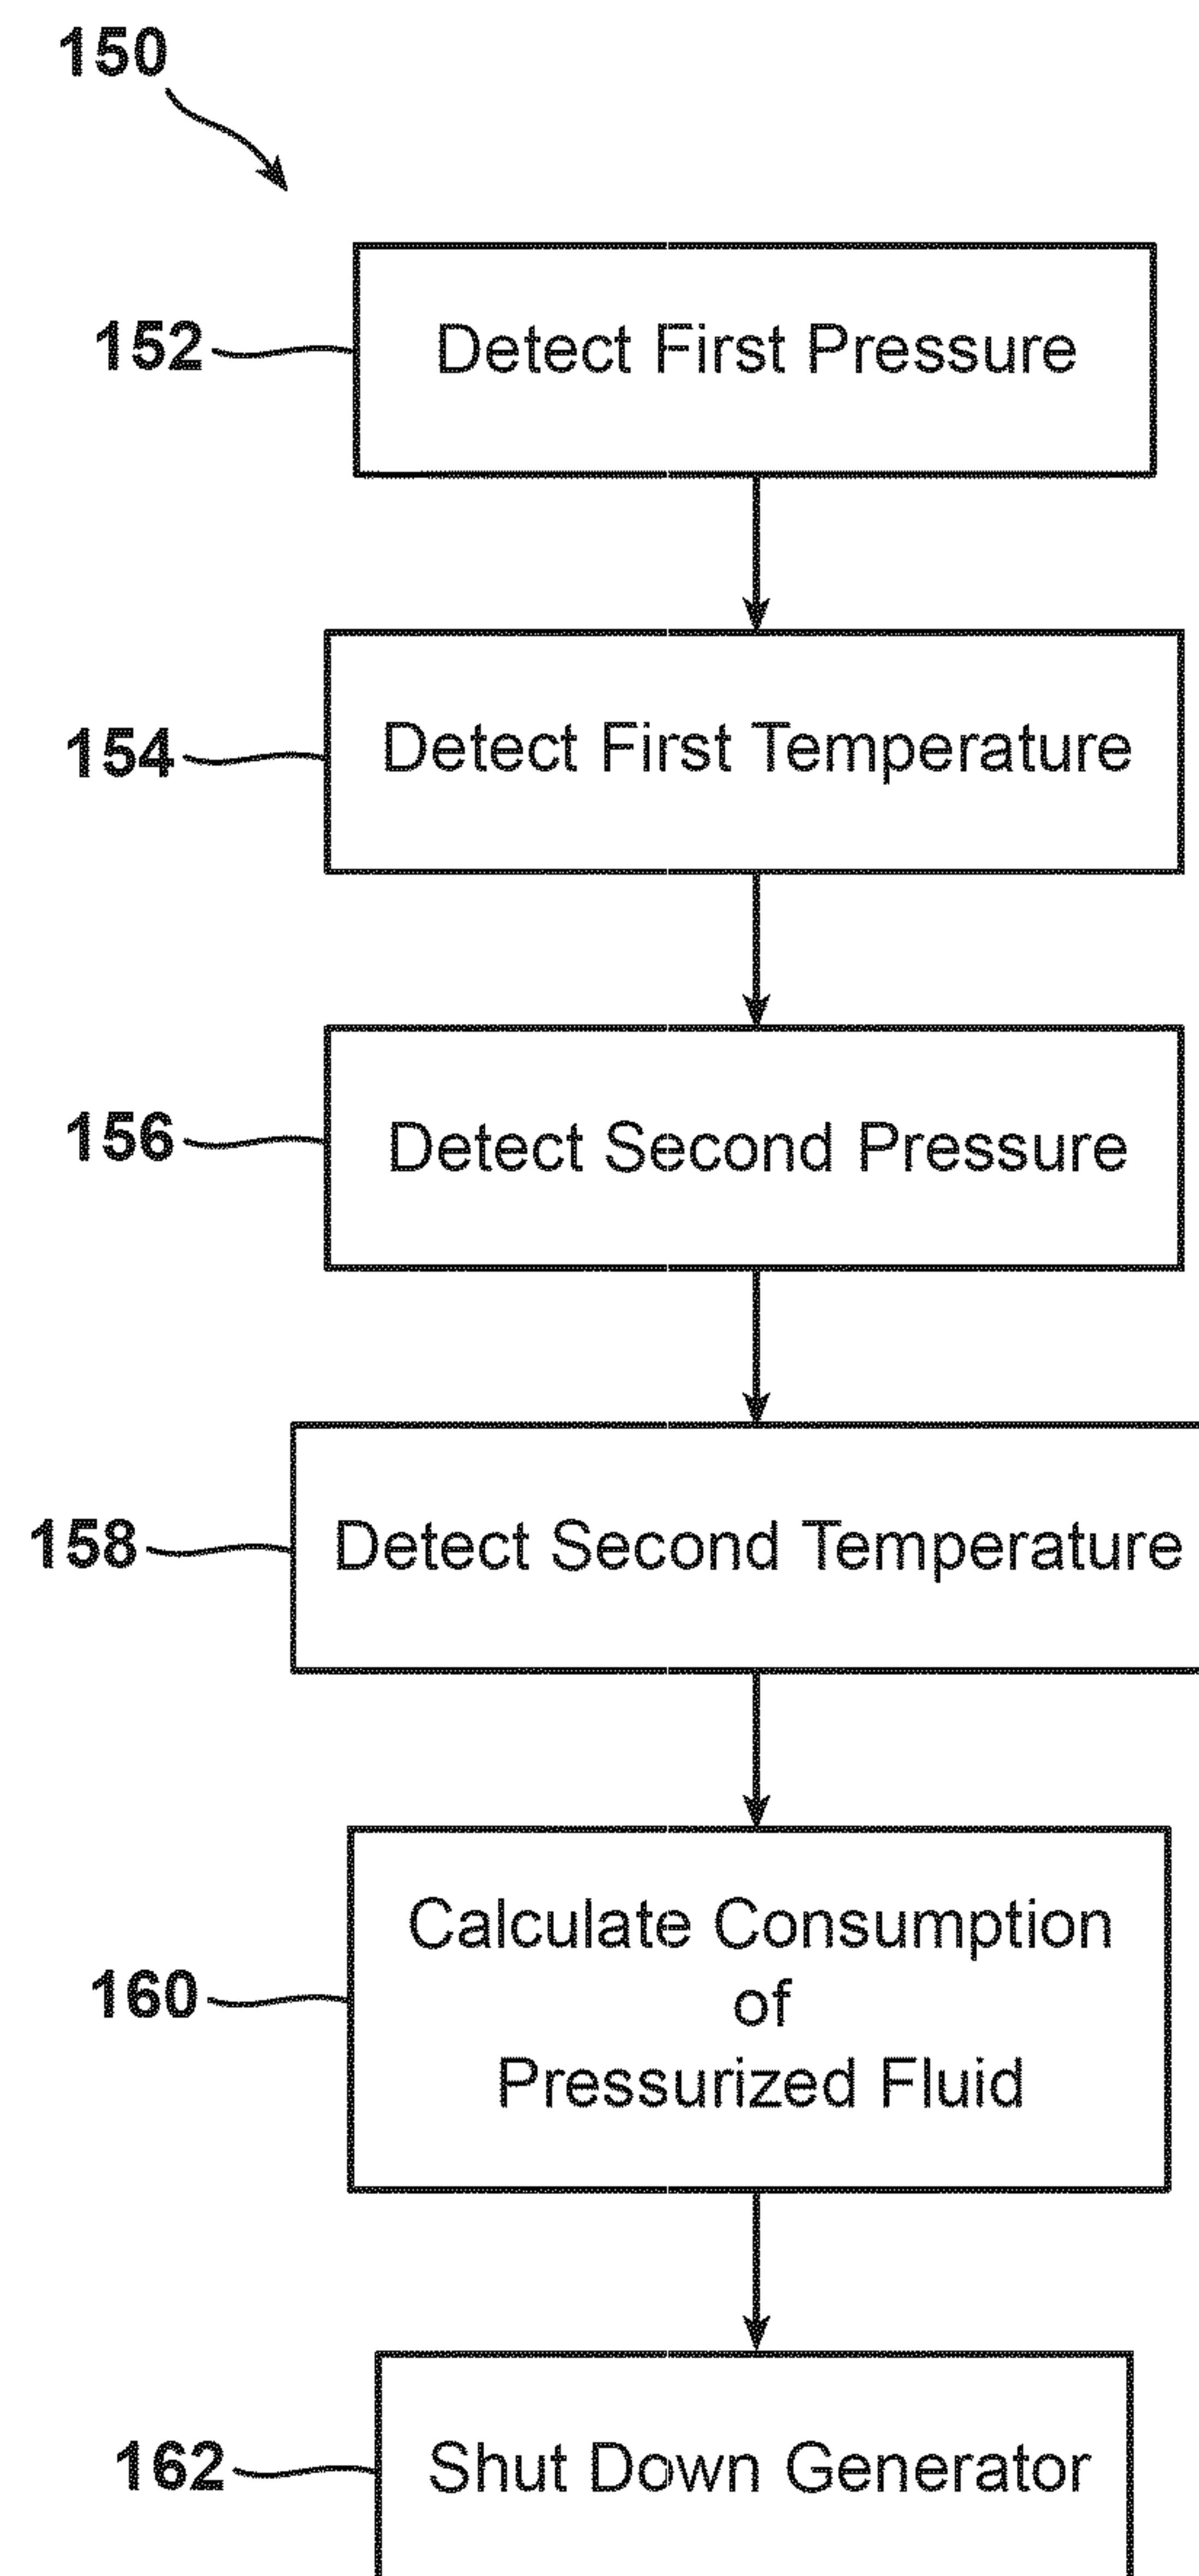 150
152 Detect First Pressure
154 Detect First Temperature
156 Detect Second Pressure
158 Detect Second Temperature
Calculate Consumption
160 of
Pressurized Fluid
162 Shut Down Generator